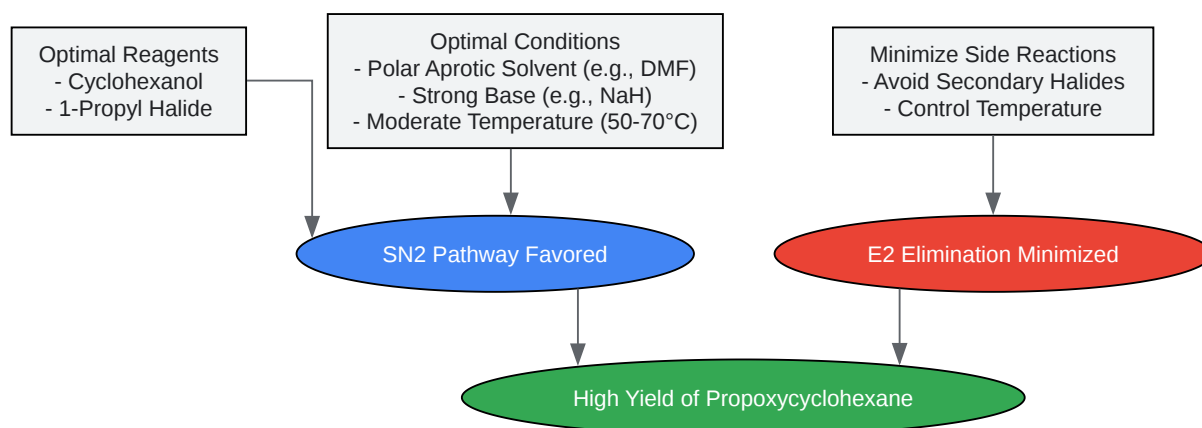 Optimal Reagents
- Cyclohexanol
- 1-Propyl Halide
Optimal Conditions
- Polar Aprotic Solvent (e.g., DMF)
- Strong Base (e.g., NaH)
- Moderate Temperature (50-70°C)
Minimize Side Reactions
- Avoid Secondary Halides
- Control Temperature
SN2 Pathway Favored
E2 Elimination Minimized
High Yield of Propoxycyclohexane